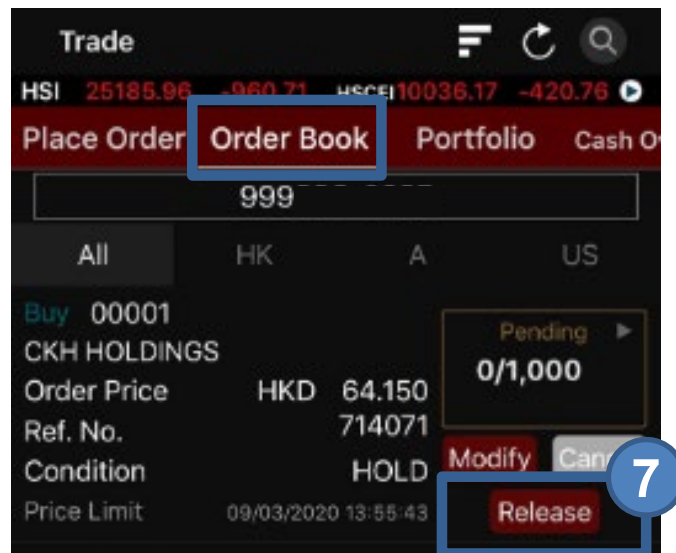 Trade
HSI 25185.96 -960.71 HSCEI 10036.17 -420.76
Place Order Order Book Portfolio Cash
999
All HK A US
Buy 00001
CKH HOLDINGS
Order Price HKD 64.150
Ref. No. 714071
Condition HOLD
Price Limit 09/03/2020 13:55:43
Pending
0/1,000
Modify
7
Release